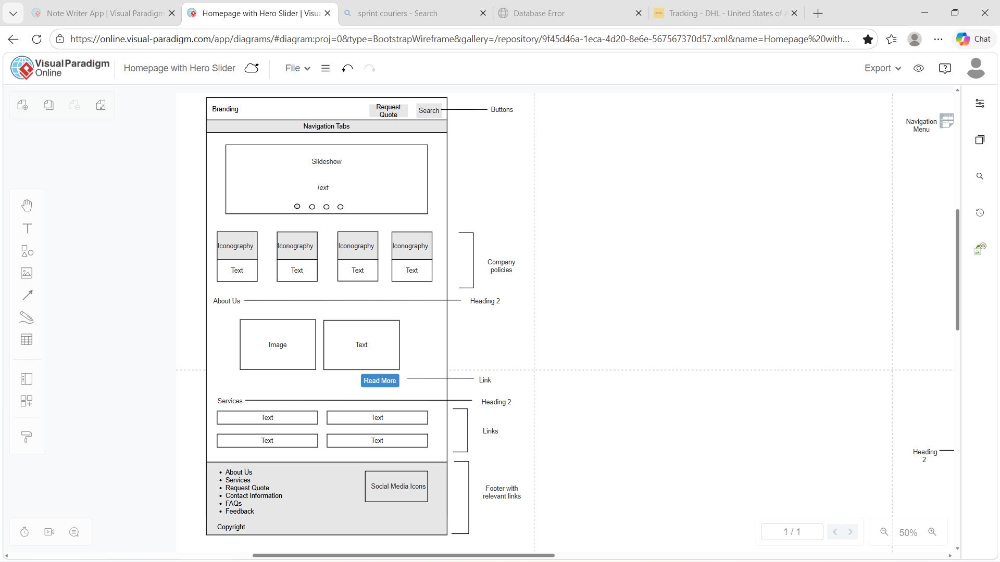 Note Writer App | Visual Paradigm
Homepage with Hero Slider | Visua
sprint couriers - Search
Database Error
Tracking - DHL - United States of A
https://online.visual-paradigm.com/app/diagrams/#diagram:proj=0&type=BootstrapWireframe&gallery=/repository/9f45d46a-1eca-4d20-8e6e-567567370d57.xml&name=Homepage%20with...
Chat
Visual Paradigm
Online
Homepage with Hero Slider
File
Export
Branding
Request
Quote
Search
Buttons
Navigation Tabs
Navigation
Menu
Slideshow
Text
Iconography
Iconography
Iconography
Iconography
Text
Text
Text
Text
Company
policies
About Us
Heading 2
Image
Text
Read More
Link
Services
Heading 2
Text
Text
Links
Text
Text
Heading
2
• About Us
• Services
• Request Quote
• Contact Information
• FAQs
• Feedback
Social Media Icons
Footer with
relevant links
Copyright
1 / 1
50%